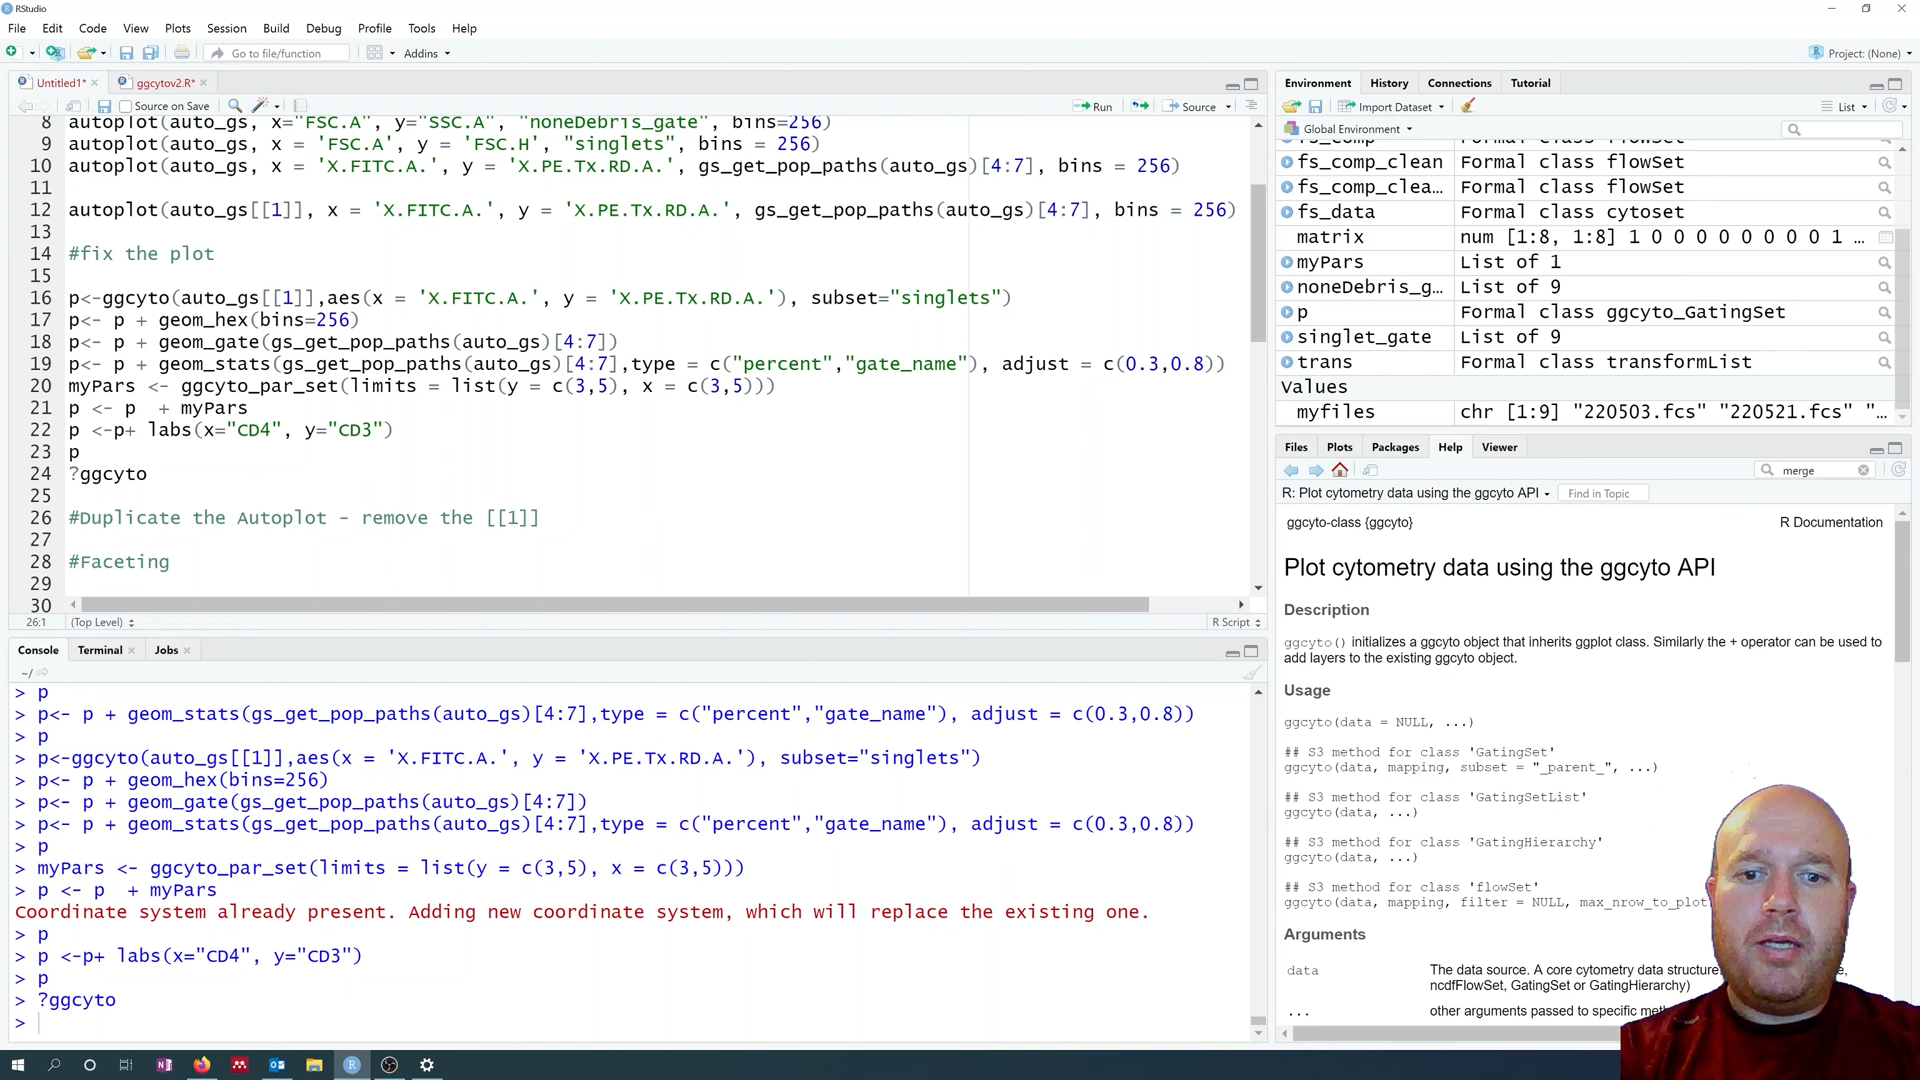 RStudio
File Edit Code View Plots Session Build Debug Profile Tools Help
Go to file/function Addins Project: (None)
Untitled1* ggcytov2.R*
Source on Save Run Source
8 autoplot(auto_gs, x="FSC.A", y="SSC.A", "noneDebris_gate", bins=256)
9 autoplot(auto_gs, x = 'FSC.A', y = 'FSC.H', "singlets", bins = 256)
10 autoplot(auto_gs, x = 'X.FITC.A.', y = 'X.PE.Tx.RD.A.', gs_get_pop_paths(auto_gs)[4:7], bins = 256)
11
12 autoplot(auto_gs[[1]], x = 'X.FITC.A.', y = 'X.PE.Tx.RD.A.', gs_get_pop_paths(auto_gs)[4:7], bins = 256)
13
14 #fix the plot
15
16 p<-ggcyto(auto_gs[[1]],aes(x = 'X.FITC.A.', y = 'X.PE.Tx.RD.A.'), subset="singlets")
17 p<- p + geom_hex(bins=256)
18 p<- p + geom_gate(gs_get_pop_paths(auto_gs)[4:7])
19 p<- p + geom_stats(gs_get_pop_paths(auto_gs)[4:7],type = c("percent","gate_name"), adjust = c(0.3,0.8))
20 myPars <- ggcyto_par_set(limits = list(y = c(3,5), x = c(3,5)))
21 p <- p  + myPars
22 p <-p+ labs(x="CD4", y="CD3")
23 p
24 ?ggcyto
25
26 #Duplicate the Autoplot - remove the [[1]]
27
28 #Faceting
29
30
26:1 (Top Level) R Script
Console Terminal Jobs
~/
> p
> p<- p + geom_stats(gs_get_pop_paths(auto_gs)[4:7],type = c("percent","gate_name"), adjust = c(0.3,0.8))
> p
> p<-ggcyto(auto_gs[[1]],aes(x = 'X.FITC.A.', y = 'X.PE.Tx.RD.A.'), subset="singlets")
> p<- p + geom_hex(bins=256)
> p<- p + geom_gate(gs_get_pop_paths(auto_gs)[4:7])
> p<- p + geom_stats(gs_get_pop_paths(auto_gs)[4:7],type = c("percent","gate_name"), adjust = c(0.3,0.8))
> p
> myPars <- ggcyto_par_set(limits = list(y = c(3,5), x = c(3,5)))
> p <- p  + myPars
Coordinate system already present. Adding new coordinate system, which will replace the existing one.
> p
> p <-p+ labs(x="CD4", y="CD3")
> p
> ?ggcyto
>
Environment History Connections Tutorial
Import Dataset List
Global Environment
fs_comp Formal class flowSet
fs_comp_clean Formal class flowSet
fs_comp_clea... Formal class flowSet
fs_data Formal class cytoset
matrix num [1:8, 1:8] 1 0 0 0 0 0 0 0 0 1 ...
myPars List of 1
noneDebris_g... List of 9
p Formal class ggcyto_GatingSet
singlet_gate List of 9
trans Formal class transformList
Values
myfiles chr [1:9] "220503.fcs" "220521.fcs" "...
Files Plots Packages Help Viewer
merge
R: Plot cytometry data using the ggcyto API Find in Topic
ggcyto-class {ggcyto} R Documentation
Plot cytometry data using the ggcyto API
Description
ggcyto() initializes a ggcyto object that inherits ggplot class. Similarly the + operator can be used to
add layers to the existing ggcyto object.
Usage
ggcyto(data = NULL, ...)
## S3 method for class 'GatingSet'
ggcyto(data, mapping, subset = "_parent_", ...)
## S3 method for class 'GatingSetList'
ggcyto(data, ...)
## S3 method for class 'GatingHierarchy'
ggcyto(data, ...)
## S3 method for class 'flowSet'
ggcyto(data, mapping, filter = NULL, max_nrow_to_plot
Arguments
data The data source. A core cytometry data structure.
ncdfFlowSet, GatingSet or GatingHierarchy)
... other arguments passed to specific